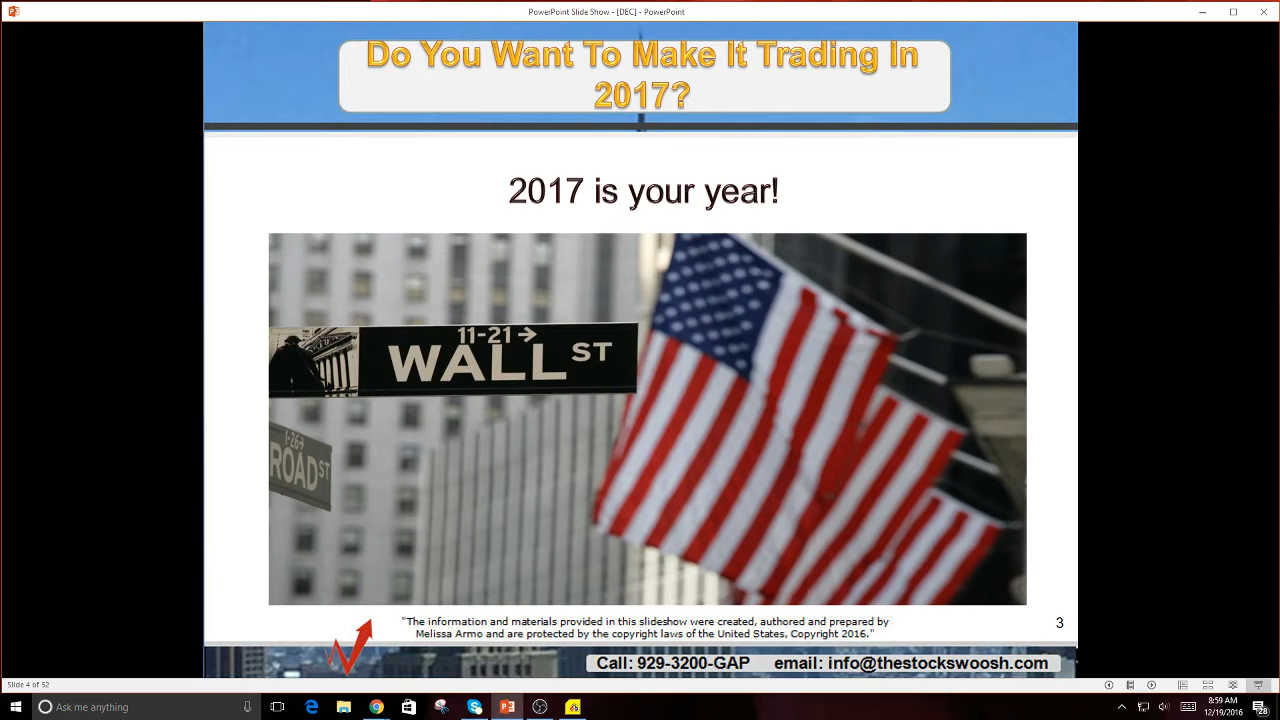 PowerPoint Slide Show - [DEC] - PowerPoint
Do You Want To Make It Trading In
2017?
2017 is your year!
11-21→
WALL ST
1-26→
ROAD ST
"The information and materials provided in this slideshow were created, authored and prepared by
Melissa Armo and are protected by the copyright laws of the United States, Copyright 2016."
3
Call: 929-3200-GAP email: info@thestockswoosh.com
Slide 4 of 52
Ask me anything
8:59 AM
12/19/2016